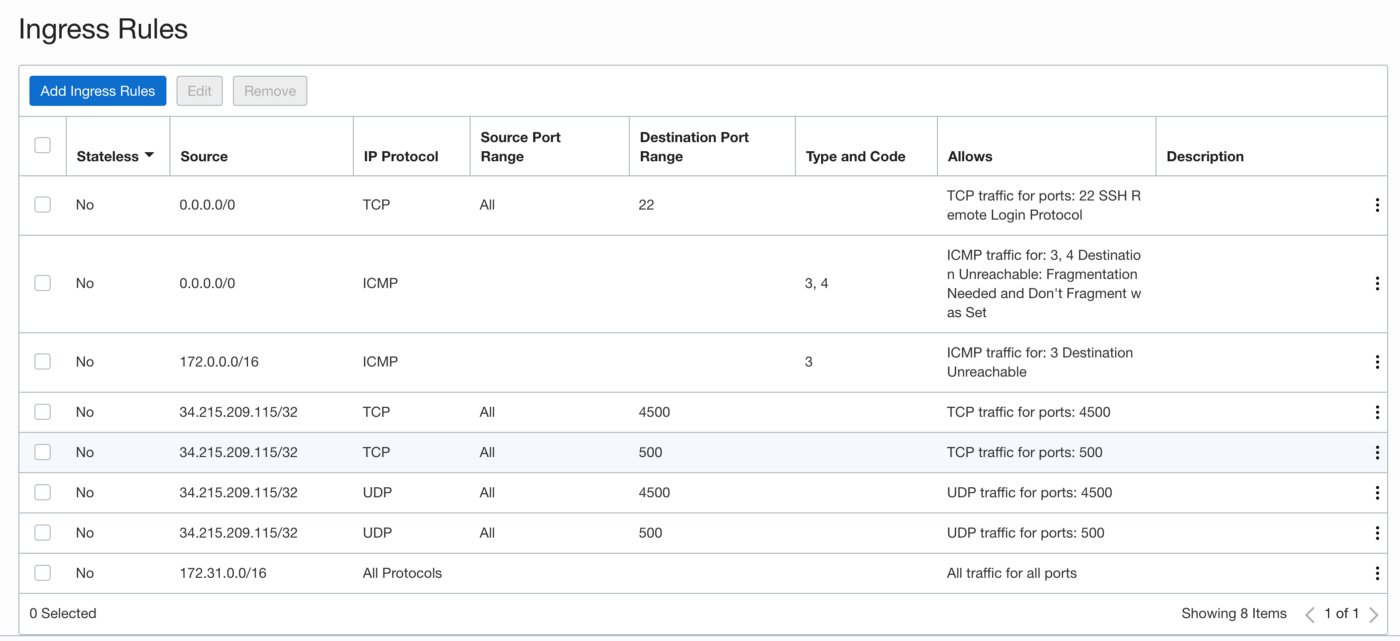 Ingress Rules
Add Ingress Rules Edit Remove
Stateless Source IP Protocol Source Port Range Destination Port Range Type and Code Allows Description
No 0.0.0.0/0 TCP All 22 TCP traffic for ports: 22 SSH R
emote Login Protocol
No 0.0.0.0/0 ICMP 3, 4 ICMP traffic for: 3, 4 Destinatio
n Unreachable: Fragmentation
Needed and Don't Fragment w
as Set
No 172.0.0.0/16 ICMP 3 ICMP traffic for: 3 Destination
Unreachable
No 34.215.209.115/32 TCP All 4500 TCP traffic for ports: 4500
No 34.215.209.115/32 TCP All 500 TCP traffic for ports: 500
No 34.215.209.115/32 UDP All 4500 UDP traffic for ports: 4500
No 34.215.209.115/32 UDP All 500 UDP traffic for ports: 500
No 172.31.0.0/16 All Protocols All traffic for all ports
0 Selected Showing 8 Items 1 of 1